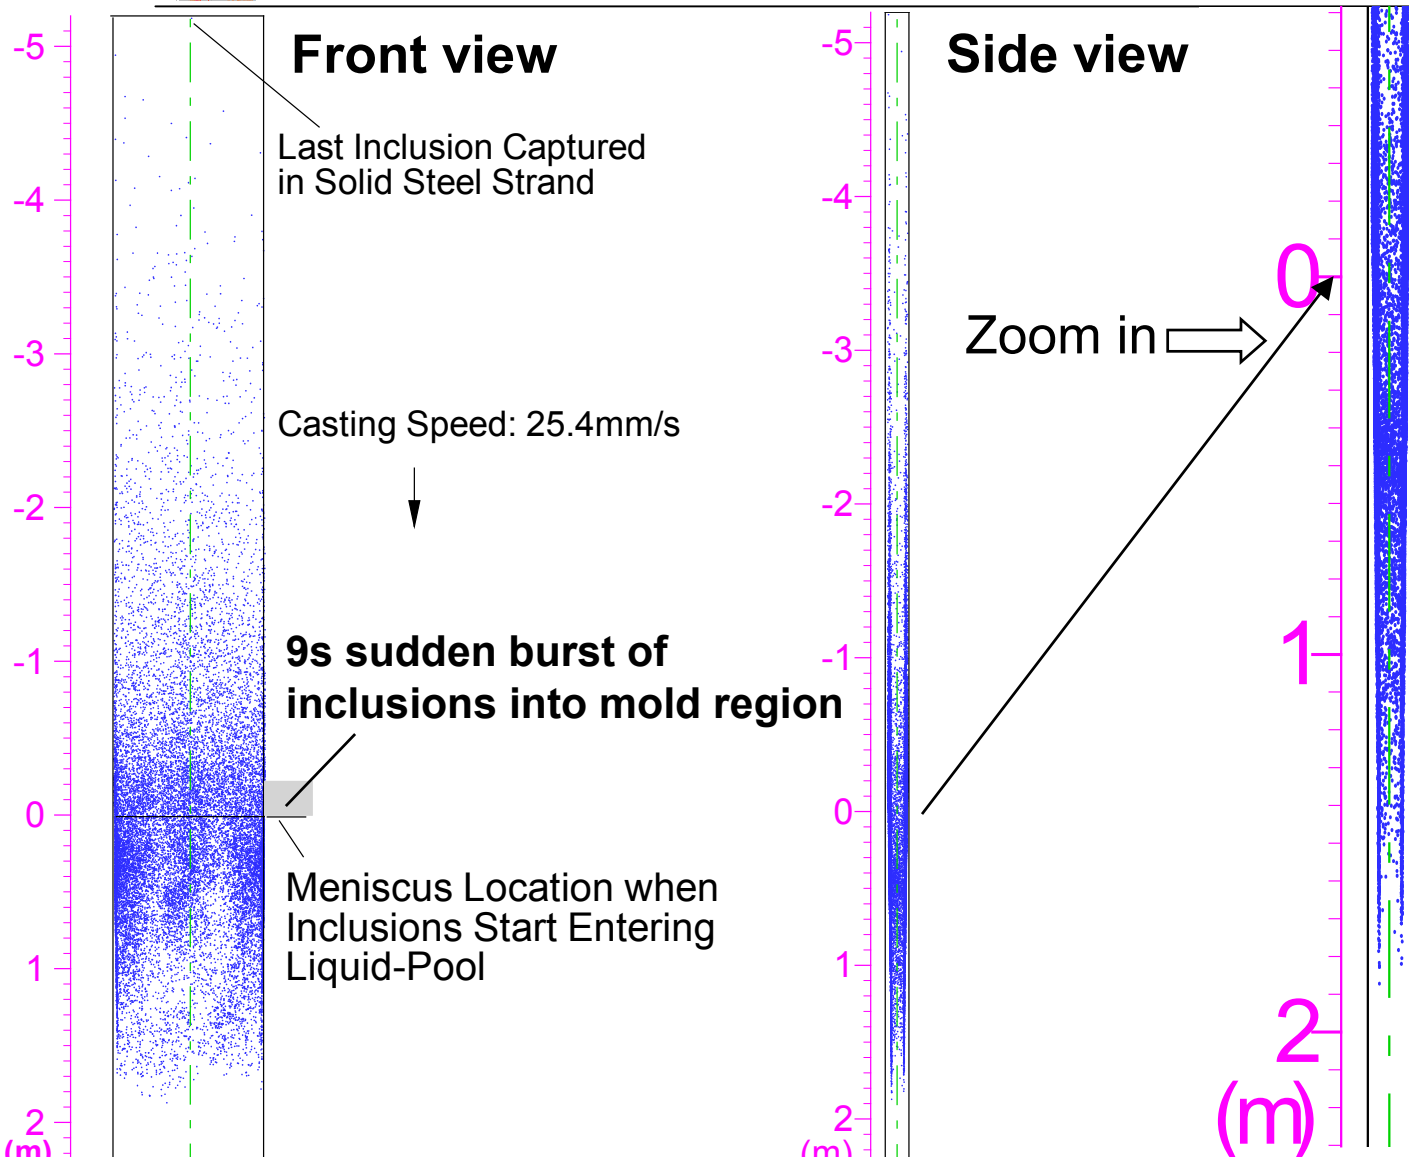 Front view
Side view
-5
-4
-3
-2
-1
0
1
2
(m)
Last Inclusion Captured
in Solid Steel Strand
Casting Speed: 25.4mm/s
9s sudden burst of
inclusions into mold region
Meniscus Location when
Inclusions Start Entering
Liquid-Pool
-5
-4
-3
-2
-1
0
1
2
(m)
Zoom in
0
1
2
(m)